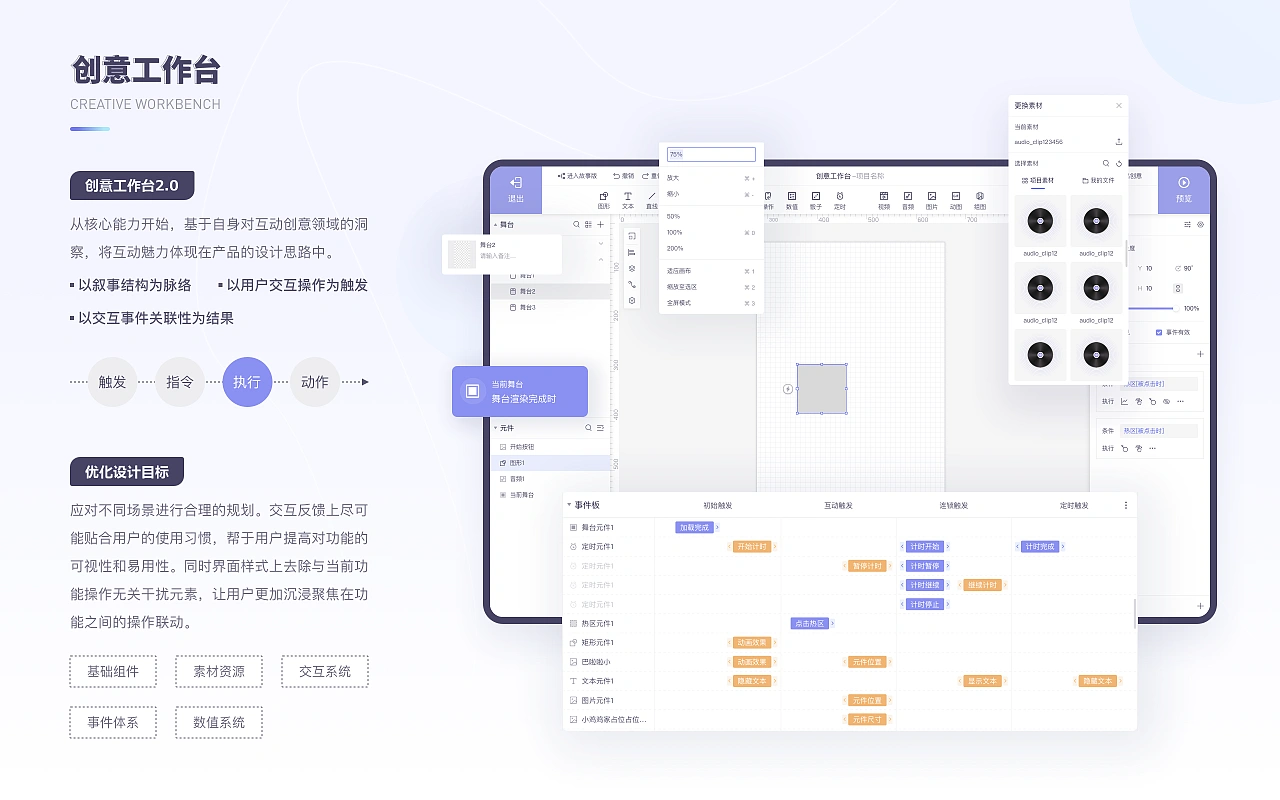 创意工作台
CREATIVE WORKBENCH
创意工作台2.0
从核心能力开始，基于自身对互动创意领域的洞
察，将互动魅力体现在产品的设计思路中。
以叙事结构为脉络
以用户交互操作为触发
以交互事件关联性为结果
触发
指令
执行
动作
优化设计目标
应对不同场景进行合理的规划。交互反馈上尽可
能贴合用户的使用习惯，帮于用户提高对功能的
可视性和易用性。同时界面样式上去除与当前功
能操作无关干扰元素，让用户更加沉浸聚焦在功
能之间的操作联动。
基础组件
素材资源
交互系统
事件体系
数值系统
退出
进入故事版
撤销
创意工作台-项目名称
预览
图形
文本
直线
数值
骰子
定时
视频
音频
图片
动图
绘图
0
300
400
500
600
700
100
200
300
400
500
舞台
舞台2
请输入备注...
舞台1
舞台2
舞台3
当前舞台
舞台渲染完成时
元件
开始按钮
图形1
音频1
当前舞台
75%
放大 ⌘ +
缩小 ⌘ -
50%
100% ⌘ 0
200%
适应画布 ⌘ 1
缩放至选区 ⌘ 2
全屏模式 ⌘ 3
更换素材
当前素材
audio_clip123456
选择素材
项目素材
我的文件
audio_clip12
audio_clip12
audio_clip12
audio_clip12
Y 10
90°
H 10
100%
事件有效
条件 热区[被点击时]
执行
条件 热区[被点击时]
执行
事件板 初始触发 互动触发 连锁触发 定时触发
舞台元件1 加载完成
定时元件1 开始计时 计时开始 计时完成
定时元件1 暂停计时 计时暂停
定时元件1 计时继续 继续计时
定时元件1 计时停止
热区元件1 点击热区
矩形元件1 动画效果
巴啦啦小 动画效果 元件位置
文本元件1 隐藏文本 显示文本 隐藏文本
图片元件1 元件位置
小鸡鸡家占位占位... 元件尺寸